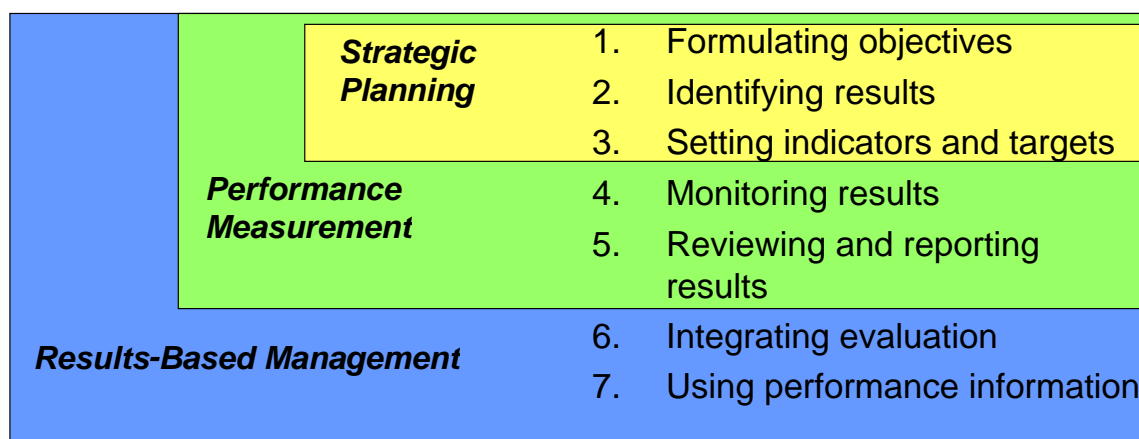 Strategic
Planning
1. Formulating objectives
2. Identifying results
3. Setting indicators and targets
Performance
Measurement
4. Monitoring results
5. Reviewing and reporting
results
Results-Based Management
6. Integrating evaluation
7. Using performance information